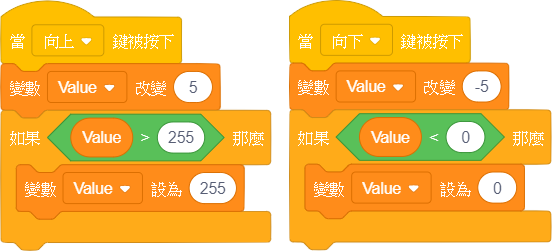 當 向上 鍵被按下
變數 Value 改變 5
如果 Value > 255 那麼
變數 Value 設為 255
當 向下 鍵被按下
變數 Value 改變 -5
如果 Value < 0 那麼
變數 Value 設為 0